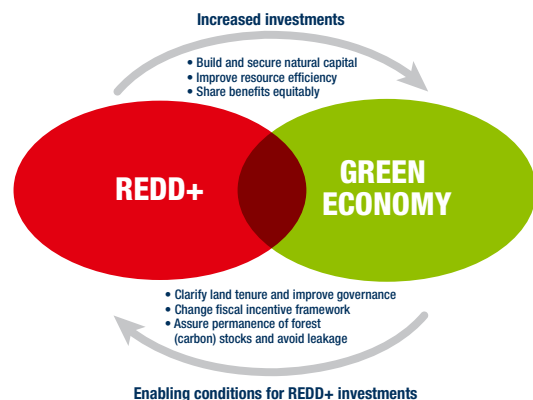 Increased investments
• Build and secure natural capital
• Improve resource efficiency
• Share benefits equitably
REDD+
GREEN
ECONOMY
• Clarify land tenure and improve governance
• Change fiscal incentive framework
• Assure permanence of forest
(carbon) stocks and avoid leakage
Enabling conditions for REDD+ investments